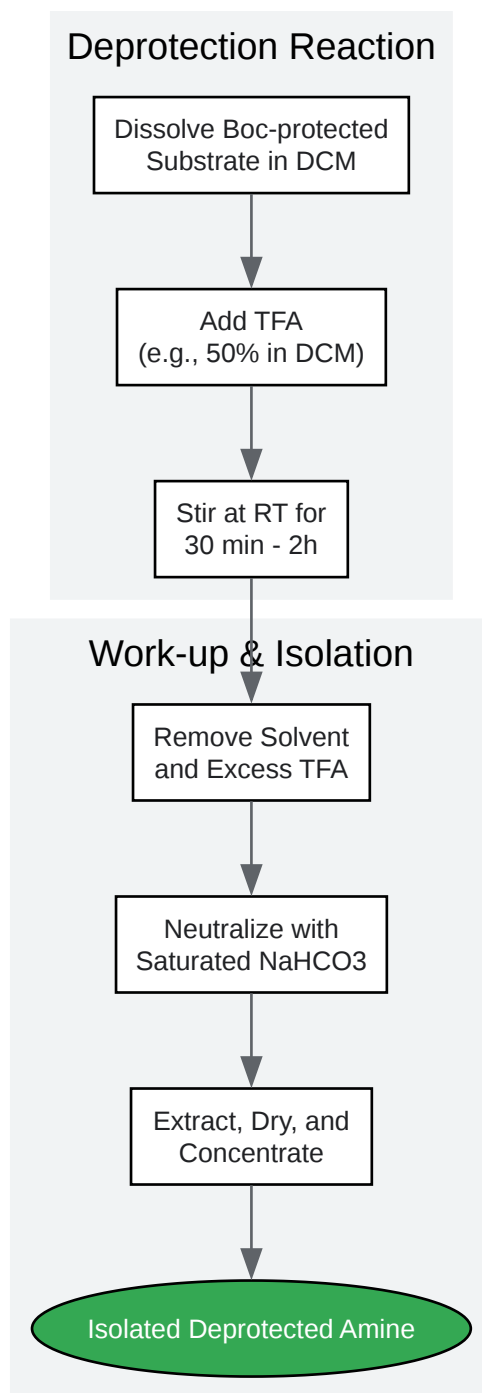 Deprotection Reaction
Dissolve Boc-protected
Substrate in DCM
Add TFA
(e.g., 50% in DCM)
Stir at RT for
30 min - 2h
Work-up & Isolation
Remove Solvent
and Excess TFA
Neutralize with
Saturated NaHCO3
Extract, Dry, and
Concentrate
Isolated Deprotected Amine